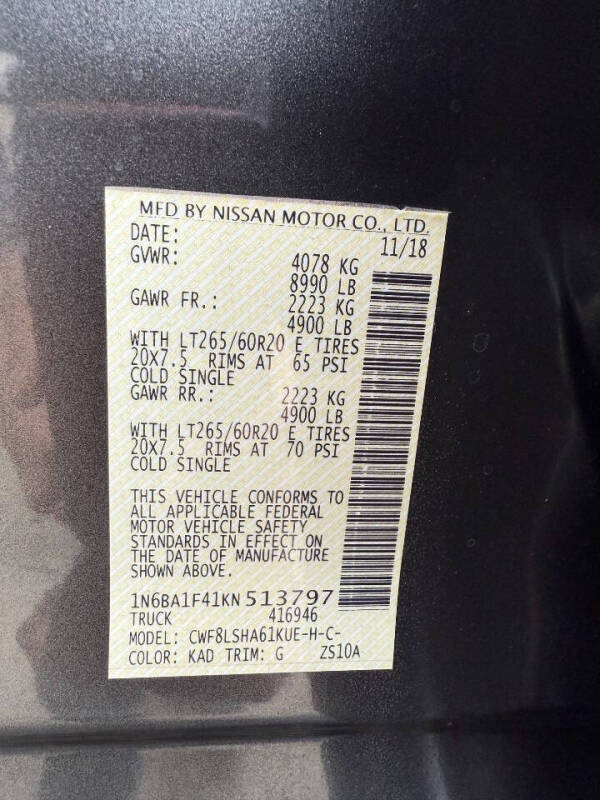 MFD BY NISSAN MOTOR CO., LTD.
DATE: 11/18
GVWR: 4078 KG
8990 LB
GAWR FR.: 2223 KG
4900 LB
WITH LT265/60R20 E TIRES
20X7.5 RIMS AT 65 PSI
COLD SINGLE
GAWR RR.: 2223 KG
4900 LB
WITH LT265/60R20 E TIRES
20X7.5 RIMS AT 70 PSI
COLD SINGLE
THIS VEHICLE CONFORMS TO
ALL APPLICABLE FEDERAL
MOTOR VEHICLE SAFETY
STANDARDS IN EFFECT ON
THE DATE OF MANUFACTURE
SHOWN ABOVE.
1N6BA1F41KN513797
TRUCK 416946
MODEL: CWF8LSHA61KUE-H-C-
COLOR: KAD TRIM: G ZS10A